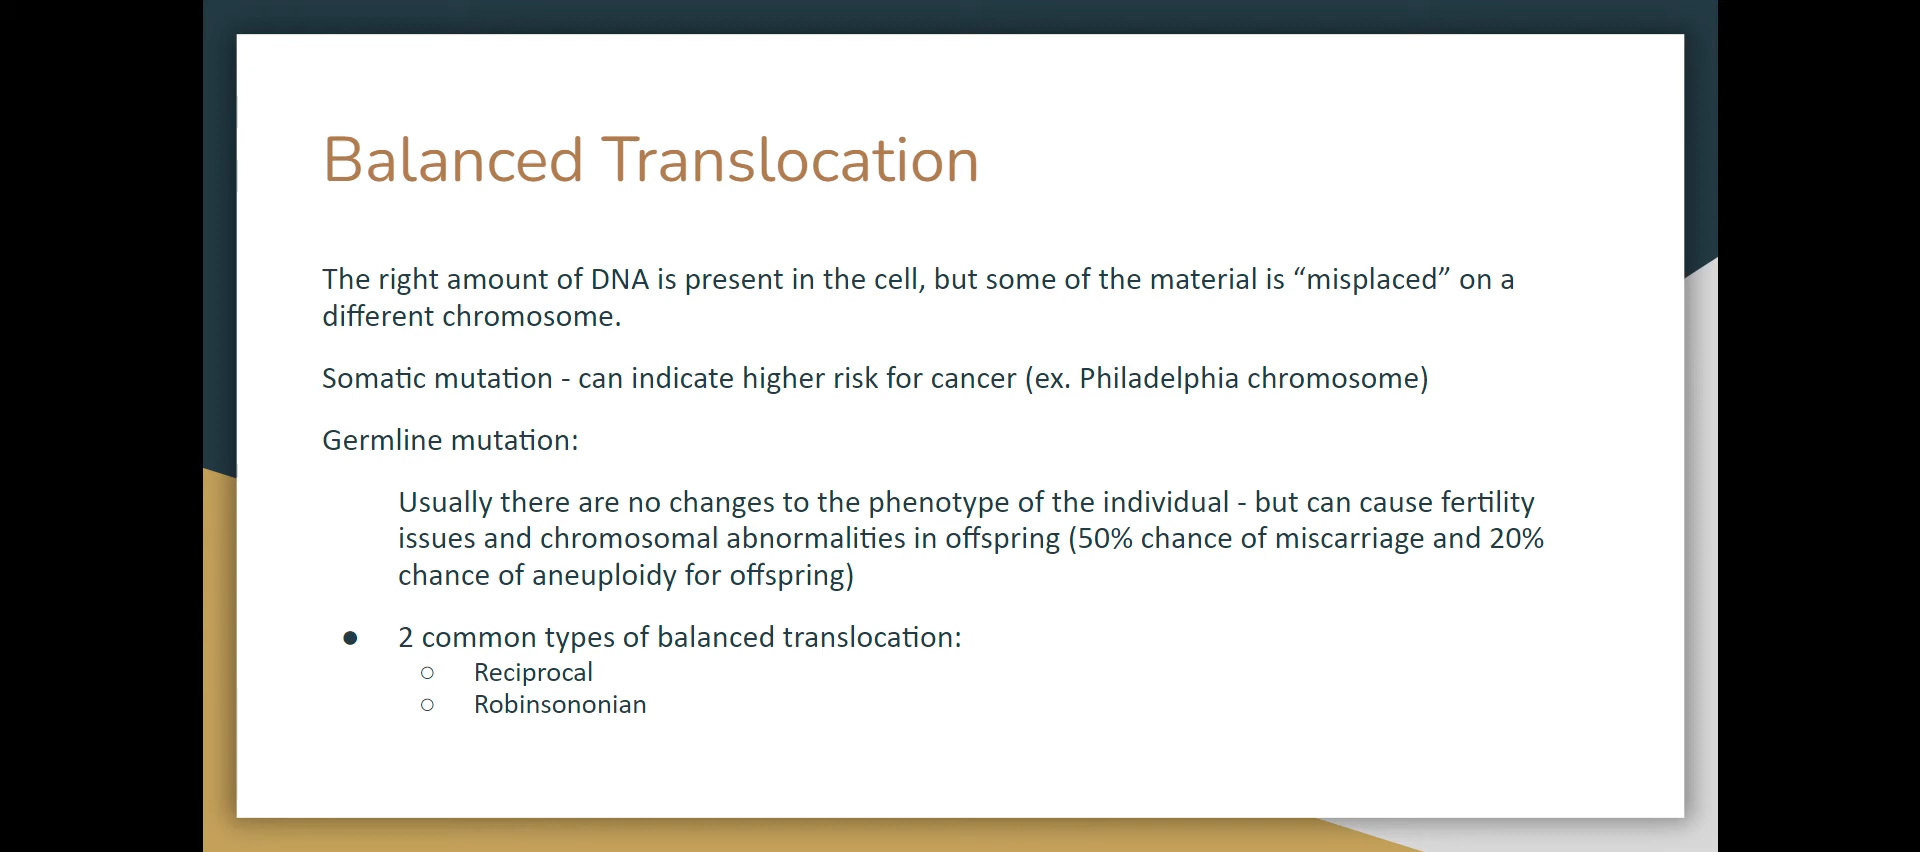 Balanced Translocation
The right amount of DNA is present in the cell, but some of the material is “misplaced” on a
different chromosome.
Somatic mutation - can indicate higher risk for cancer (ex. Philadelphia chromosome)
Germline mutation:
Usually there are no changes to the phenotype of the individual - but can cause fertility
issues and chromosomal abnormalities in offspring (50% chance of miscarriage and 20%
chance of aneuploidy for offspring)
● 2 common types of balanced translocation:
○ Reciprocal
○ Robinsononian